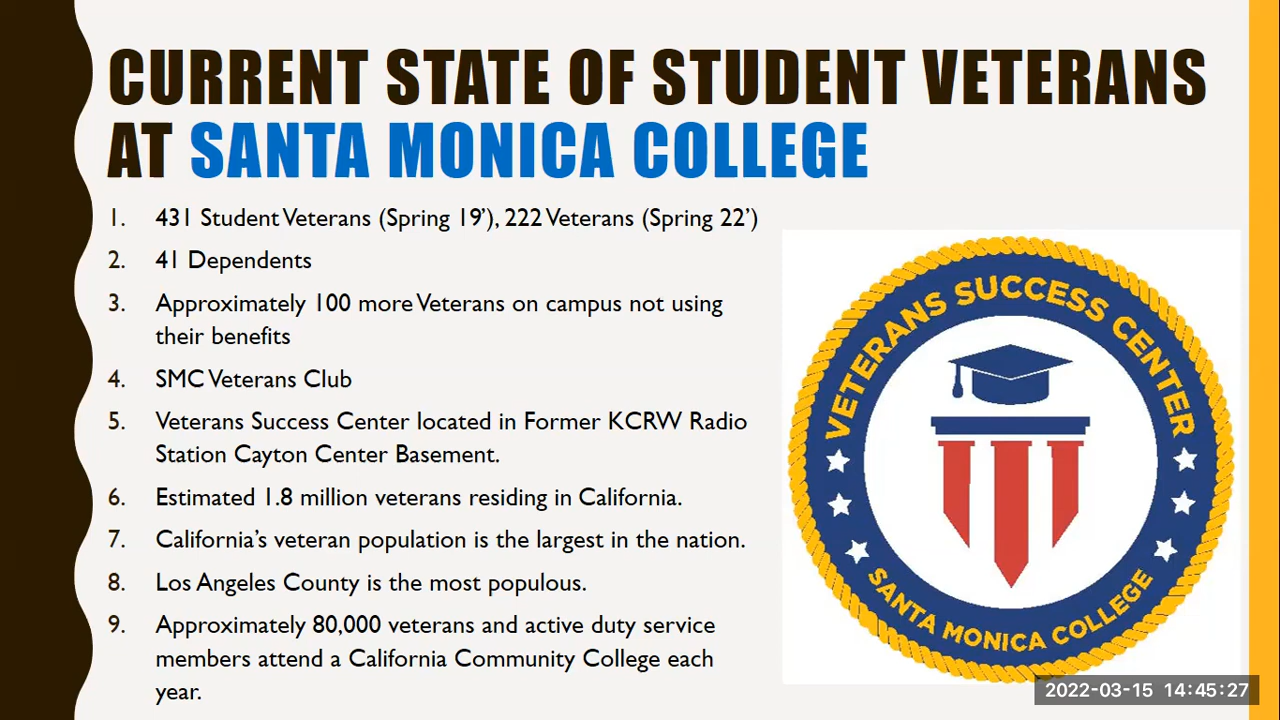 CURRENT STATE OF STUDENT VETERANS
AT SANTA MONICA COLLEGE
1. 431 Student Veterans (Spring 19’), 222 Veterans (Spring 22’)
2. 41 Dependents
3. Approximately 100 more Veterans on campus not using
their benefits
4. SMC Veterans Club
5. Veterans Success Center located in Former KCRW Radio
Station Cayton Center Basement.
6. Estimated 1.8 million veterans residing in California.
7. California’s veteran population is the largest in the nation.
8. Los Angeles County is the most populous.
9. Approximately 80,000 veterans and active duty service
members attend a California Community College each
year.
VETERANS SUCCESS CENTER
SANTA MONICA COLLEGE
2022-03-15 14:45:27